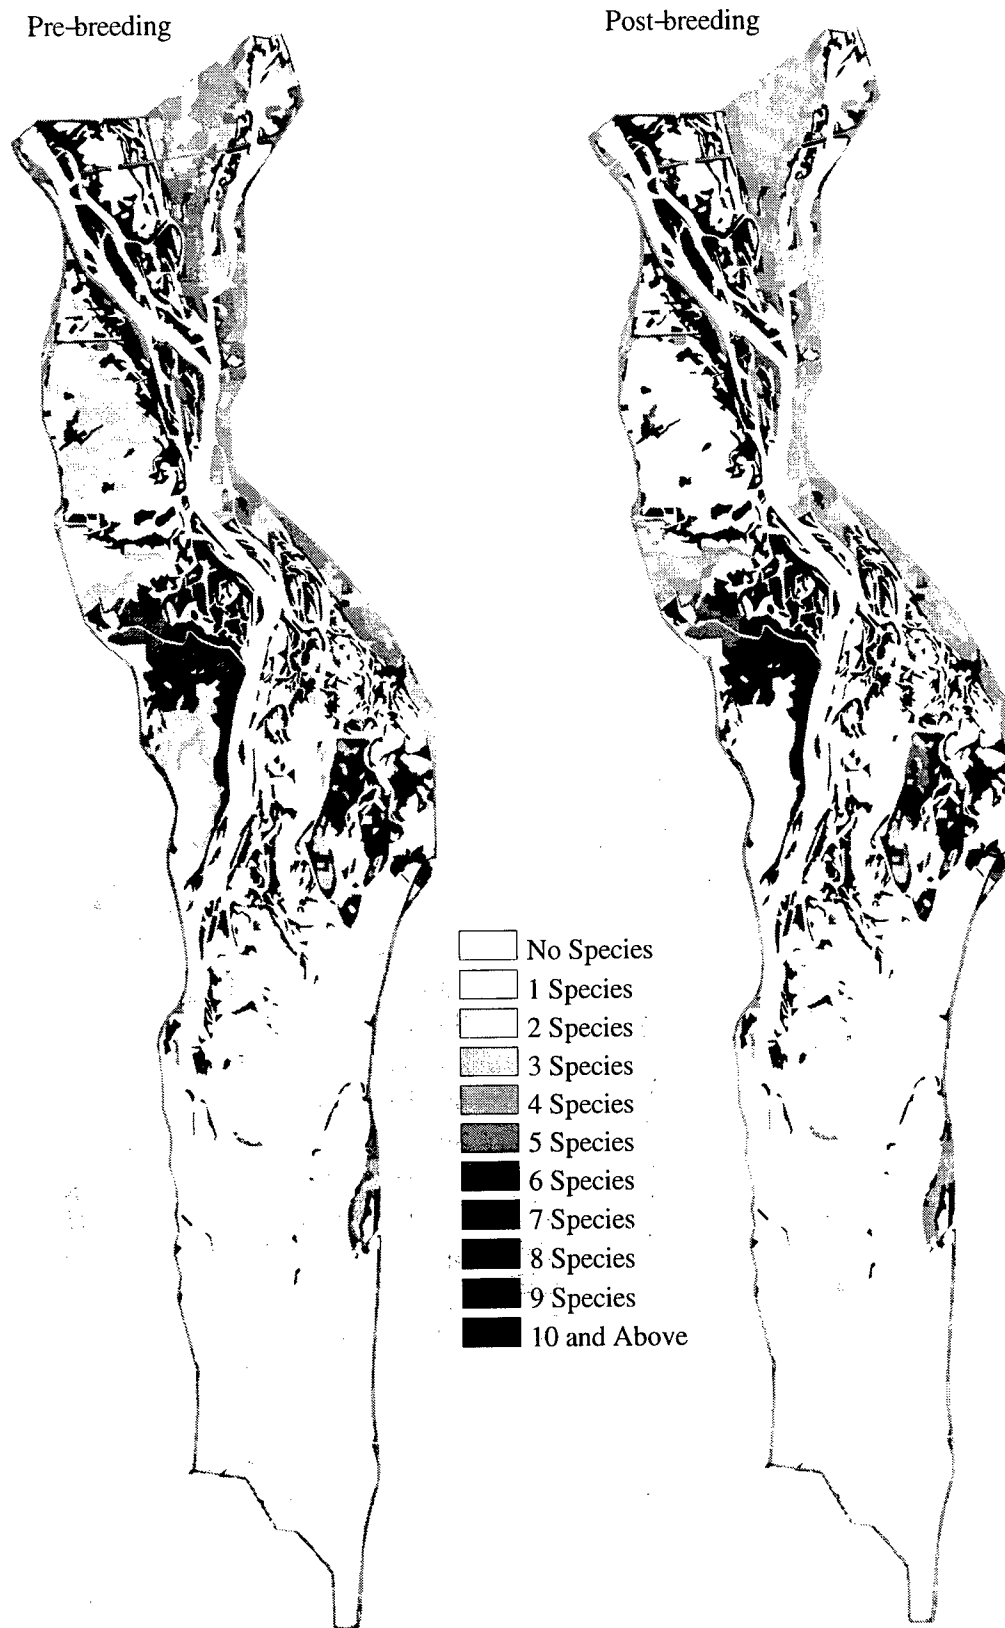 Pre-breeding
Post-breeding
No Species
1 Species
2 Species
3 Species
4 Species
5 Species
6 Species
7 Species
8 Species
9 Species
10 and Above